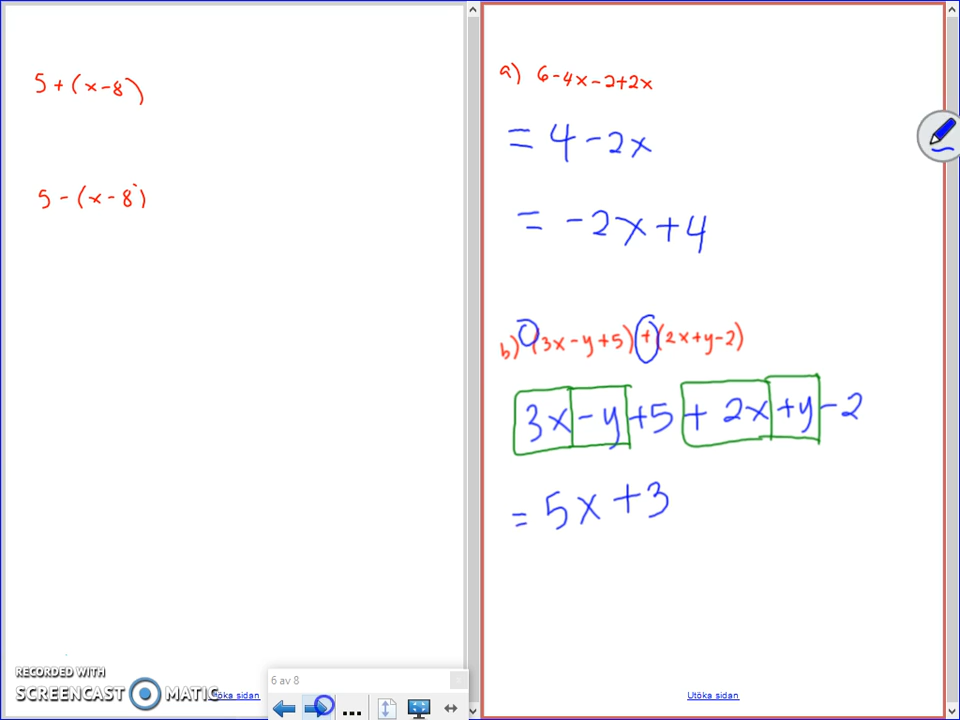 5+(x-8)
5-(x-8)
a) 6-4x-2+2x
= 4-2x
= -2x+4
b) (3x-y+5)+(2x+y-2)
3x-y+5+2x+y-2
= 5x+3
RECORDED WITH
SCREENCAST MATIC
Utöka sidan
6 av 8
Utöka sidan